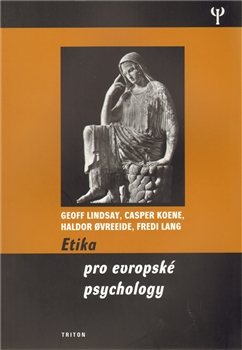 Ψ
GEOFF LINDSAY, CASPER KOENE,
HALDOR ØVREEIDE, FREDI LANG
Etika
pro evropské
psychology
TRITON